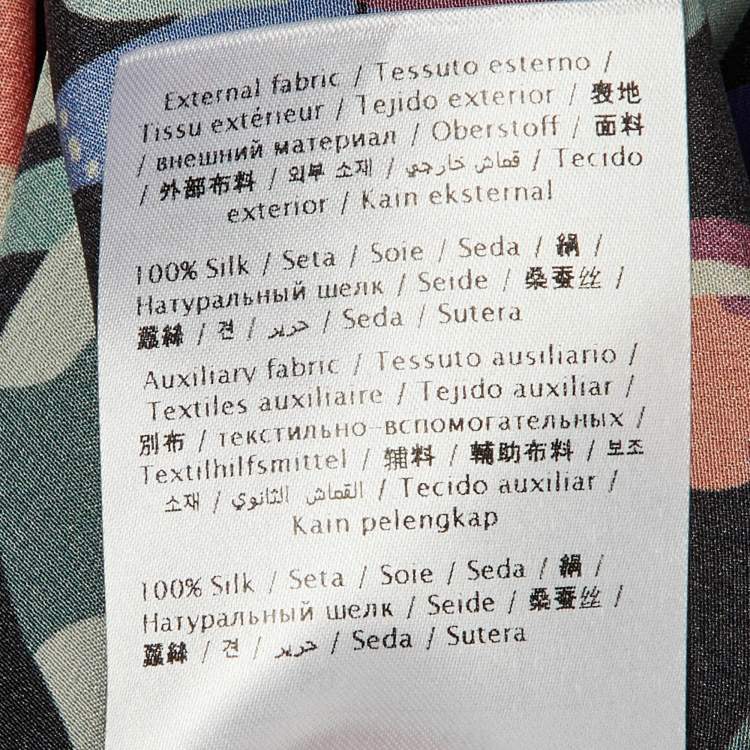 External fabric / Tessuto esterno /
Tissu extérieur / Tejido exterior / 表地
/ внешний материал / Oberstoff / 面料
/ 外部布料 / 외부 소재 / قماش خارجي / Tecido
exterior / Kain eksternal
100% Silk / Seta / Soie / Seda / 絹 /
Натуральный шелк / Seide / 桑蚕丝 /
蠶絲 / 견 / حرير / Seda / Sutera
Auxiliary fabric / Tessuto ausiliario /
Textiles auxiliaire / Tejido auxiliar /
別布 / текстильно-вспомогательных /
Textilhilfsmittel / 辅料 / 輔助布料 / 보조
소재 / القماش الثانوي / Tecido auxiliar /
Kain pelengkap
100% Silk / Seta / Soie / Seda / 絹 /
Натуральный шелк / Seide / 桑蚕丝 /
蠶絲 / 견 / حرير / Seda / Sutera